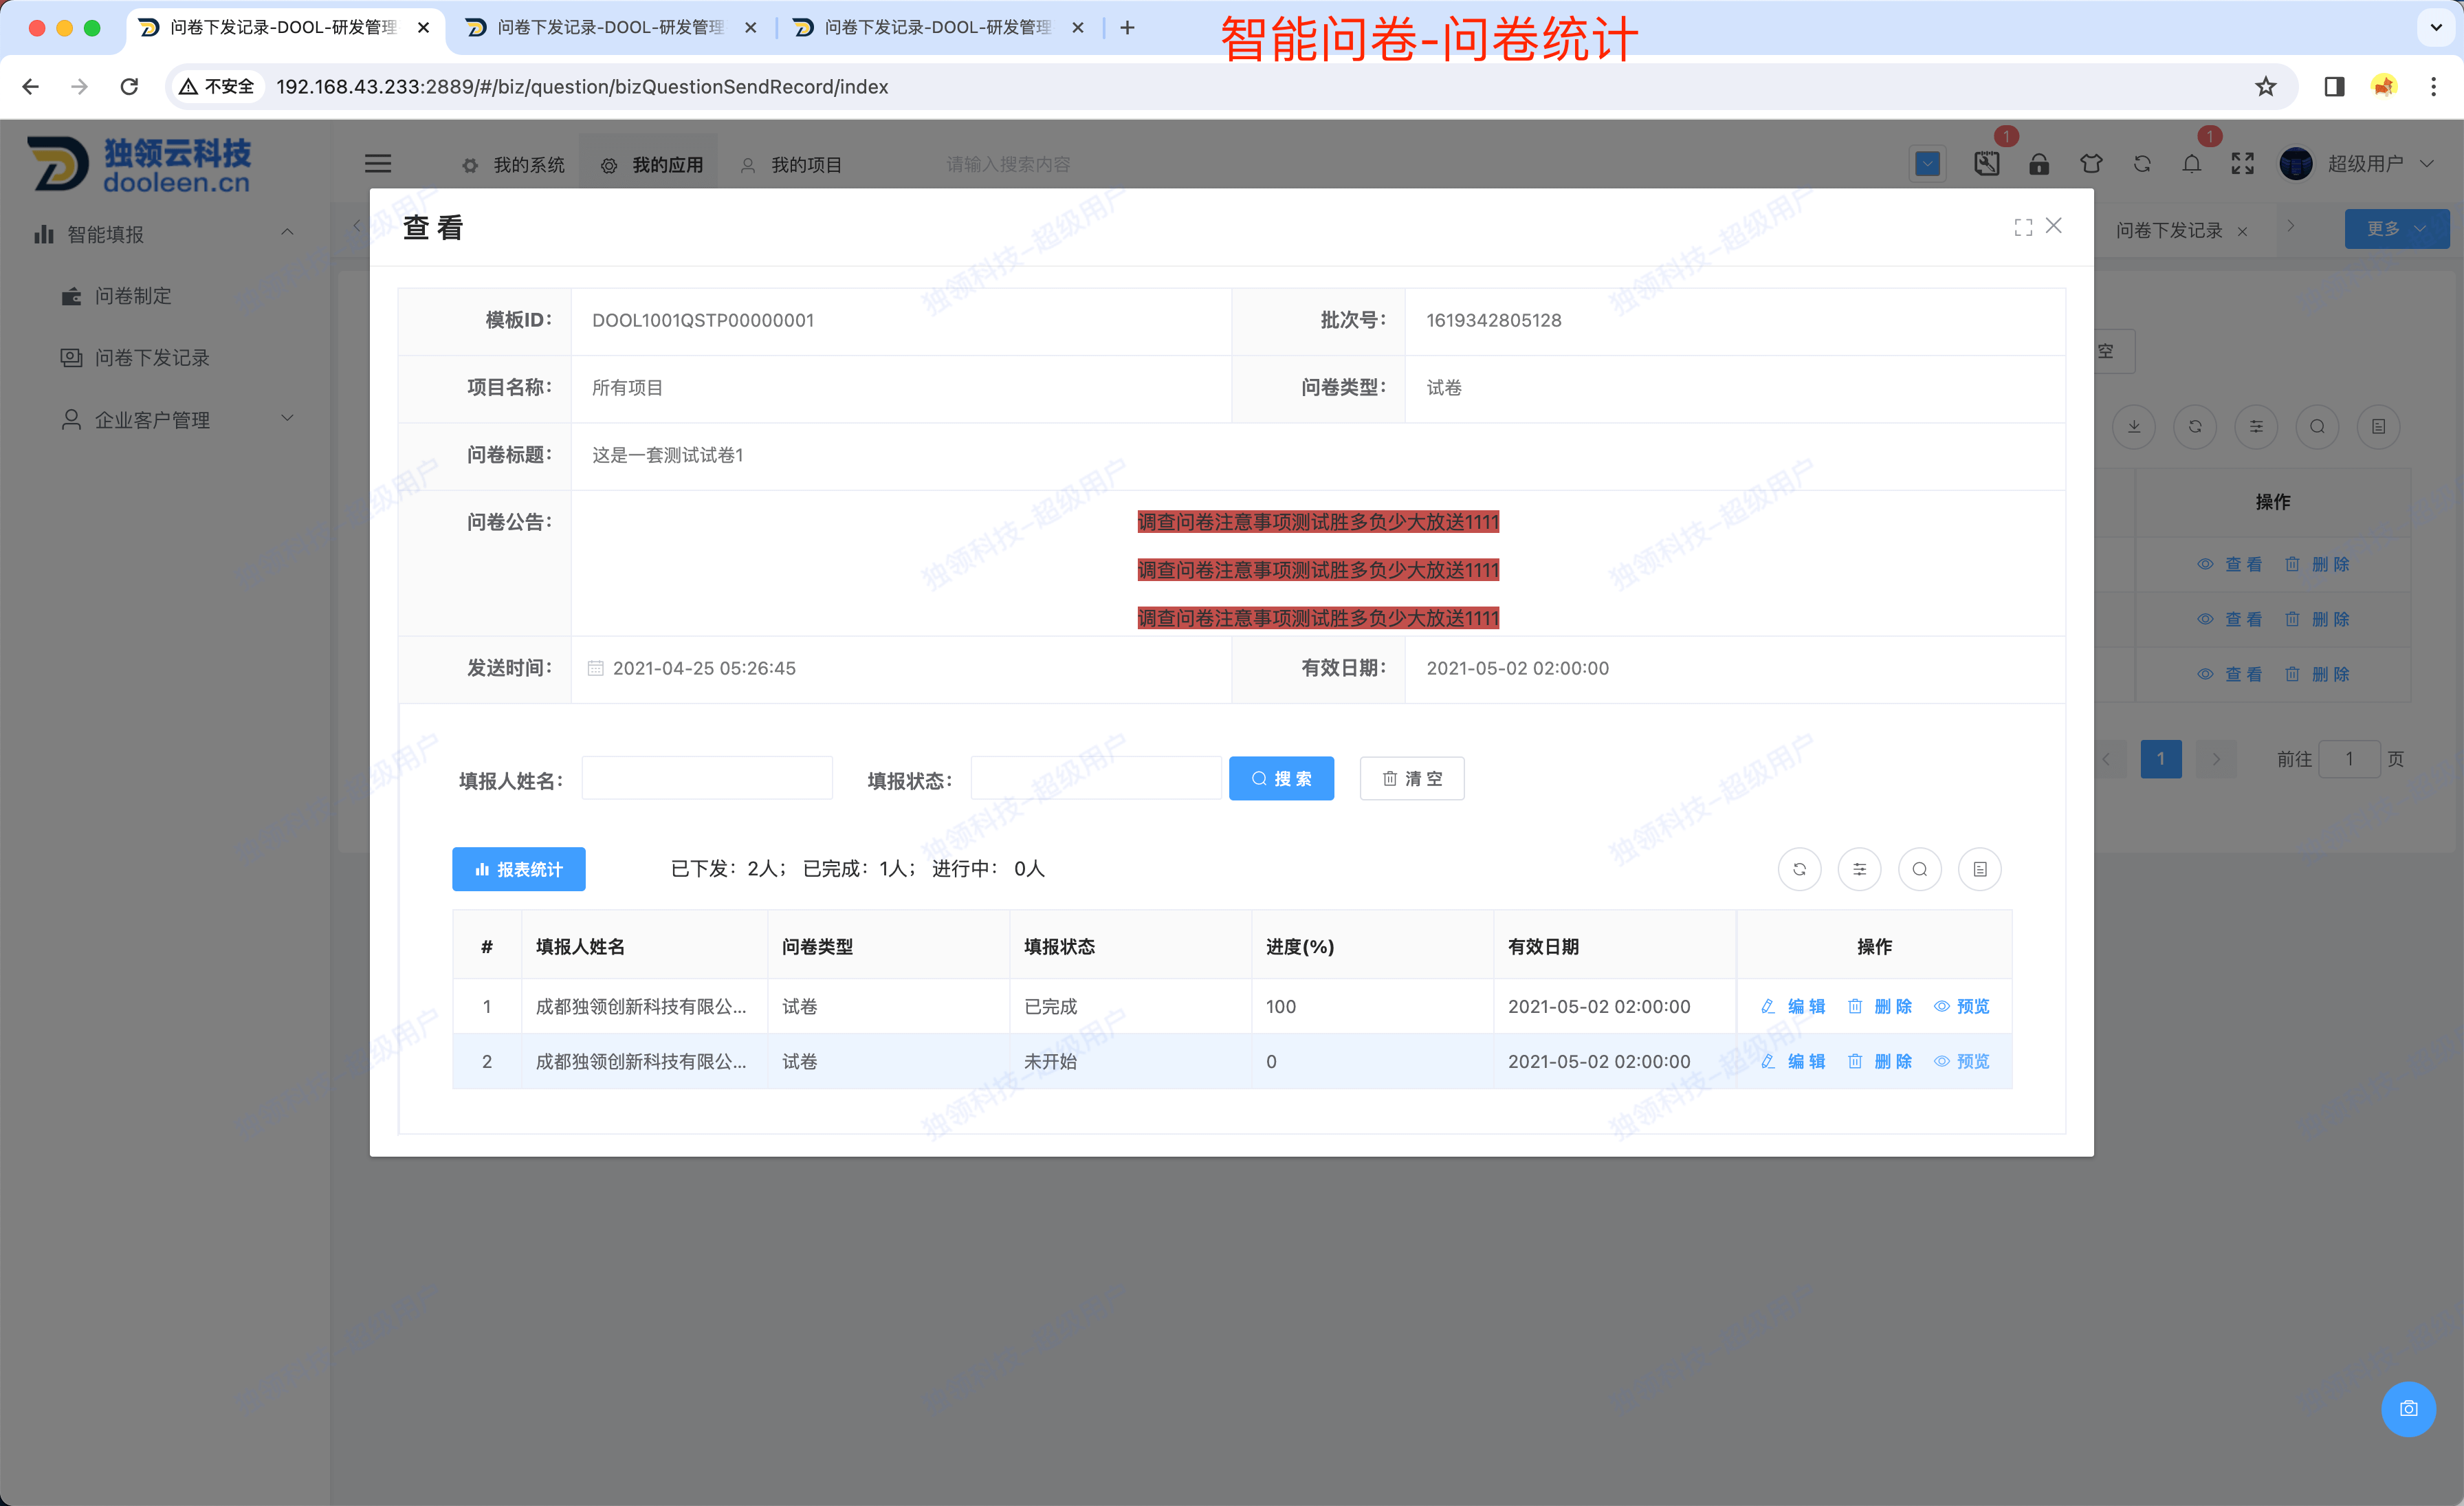 问卷下发记录-DOOL-研发管理 问卷下发记录-DOOL-研发管理 问卷下发记录-DOOL-研发管理
智能问卷-问卷统计
不安全 192.168.43.233:2889/#/biz/question/bizQuestionSendRecord/index
独领云科技
dooleen.cn
我的系统 我的应用 我的项目 请输入搜索内容 1 1 超级用户
智能填报
问卷制定
问卷下发记录
企业客户管理
问卷下发记录 更多
空
操作
查 看 删 除
查 看 删 除
查 看 删 除
1 前往 1 页
查 看
模板ID: DOOL1001QSTP00000001 批次号: 1619342805128
项目名称: 所有项目 问卷类型: 试卷
问卷标题: 这是一套测试试卷1
问卷公告: 调查问卷注意事项测试胜多负少大放送1111
调查问卷注意事项测试胜多负少大放送1111
调查问卷注意事项测试胜多负少大放送1111
发送时间: 2021-04-25 05:26:45 有效日期: 2021-05-02 02:00:00
填报人姓名: 填报状态: 搜 索 清 空
报表统计 已下发：2人； 已完成：1人； 进行中： 0人
# 填报人姓名 问卷类型 填报状态 进度(%) 有效日期 操作
1 成都独领创新科技有限公... 试卷 已完成 100 2021-05-02 02:00:00 编 辑 删 除 预览
2 成都独领创新科技有限公... 试卷 未开始 0 2021-05-02 02:00:00 编 辑 删 除 预览
独领科技-超级用户